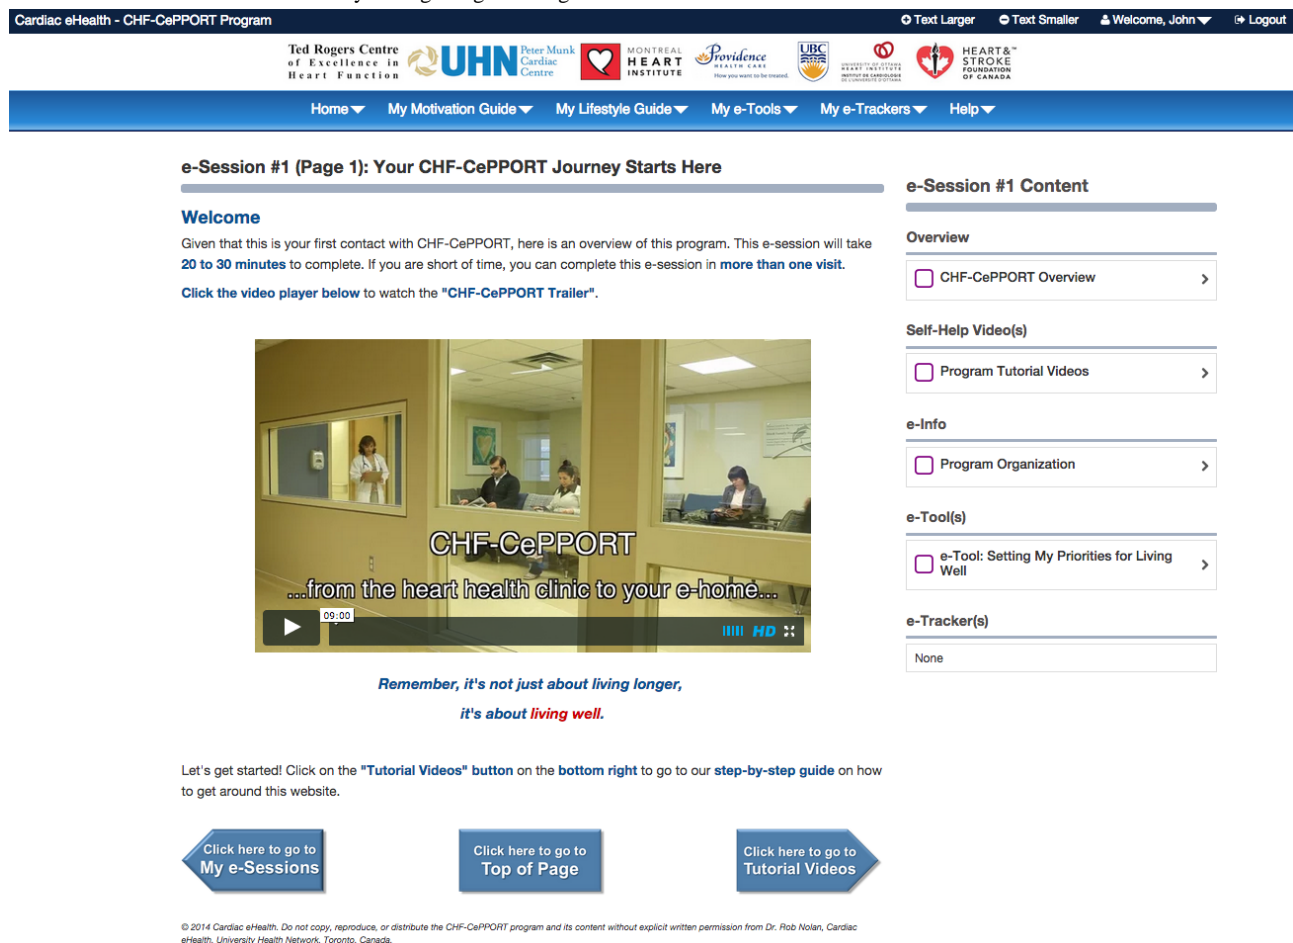 Cardiac eHealth - CHF-CePPORT Program
Text Larger
Text Smaller
Welcome, John
Logout
Ted Rogers Centre
of Excellence in
Heart Function
UHN
Peter Munk
Cardiac
Centre
MONTREAL
HEART
INSTITUTE
Providence
HEALTH CARE
How you want to be treated.
UBC
UNIVERSITY OF OTTAWA
HEART INSTITUTE
INSTITUT DE CARDIOLOGIE
DE L'UNIVERSITÉ D'OTTAWA
HEART&™
STROKE
FOUNDATION
OF CANADA
Home
My Motivation Guide
My Lifestyle Guide
My e-Tools
My e-Trackers
Help
e-Session #1 (Page 1): Your CHF-CePPORT Journey Starts Here
Welcome
Given that this is your first contact with CHF-CePPORT, here is an overview of this program. This e-session will take
20 to 30 minutes to complete. If you are short of time, you can complete this e-session in more than one visit.
Click the video player below to watch the "CHF-CePPORT Trailer".
CHF-CePPORT
...from the heart health clinic to your e-home...
09:00
HD
Remember, it's not just about living longer,
it's about living well.
Let's get started! Click on the "Tutorial Videos" button on the bottom right to go to our step-by-step guide on how
to get around this website.
Click here to go to
My e-Sessions
Click here to go to
Top of Page
Click here to go to
Tutorial Videos
© 2014 Cardiac eHealth. Do not copy, reproduce, or distribute the CHF-CePPORT program and its content without explicit written permission from Dr. Rob Nolan, Cardiac
eHealth, University Health Network, Toronto, Canada.
e-Session #1 Content
Overview
CHF-CePPORT Overview
Self-Help Video(s)
Program Tutorial Videos
e-Info
Program Organization
e-Tool(s)
e-Tool: Setting My Priorities for Living
Well
e-Tracker(s)
None